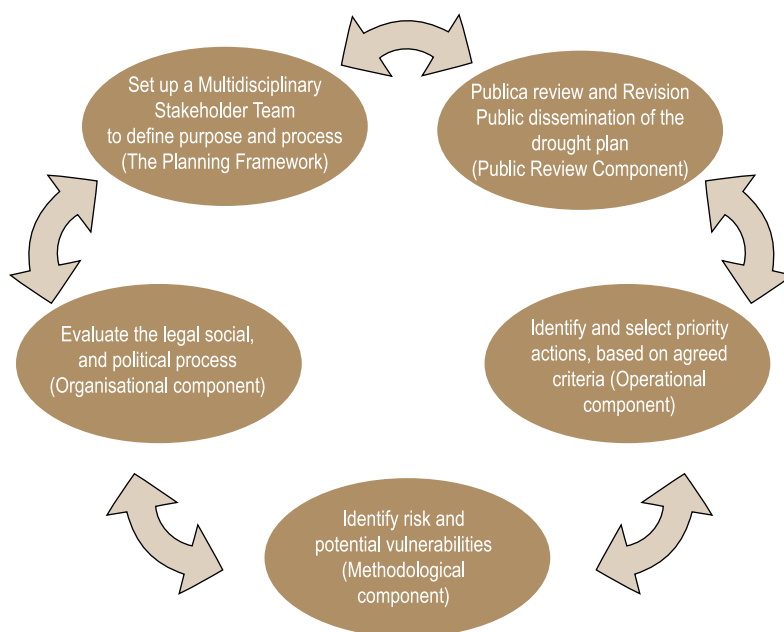 Set up a Multidisciplinary
Stakeholder Team
to define purpose and process
(The Planning Framework)
Publica review and Revision
Public dissemination of the
drought plan
(Public Review Component)
Evaluate the legal social,
and political process
(Organisational component)
Identify and select priority
actions, based on agreed
criteria (Operational
component)
Identify risk and
potential vulnerabilities
(Methodological
component)